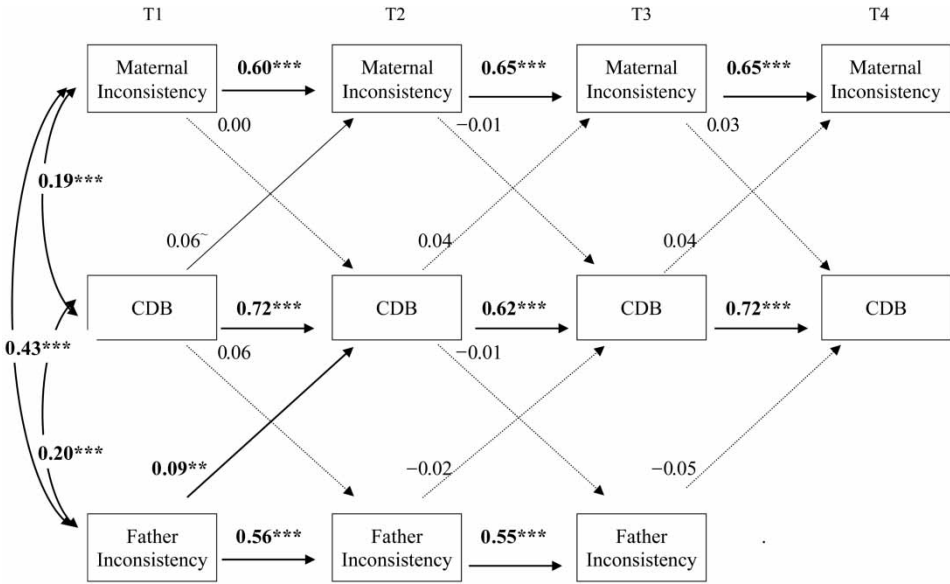 T1 T2 T3 T4
Maternal Inconsistency
0.60***
Maternal Inconsistency
0.65***
Maternal Inconsistency
0.65***
Maternal Inconsistency
0.00
−0.01
0.03
0.19***
0.06~
0.04
0.04
CDB
0.72***
CDB
0.62***
CDB
0.72***
CDB
0.43***
0.06
−0.01
0.20***
0.09**
−0.02
−0.05
Father Inconsistency
0.56***
Father Inconsistency
0.55***
Father Inconsistency
.